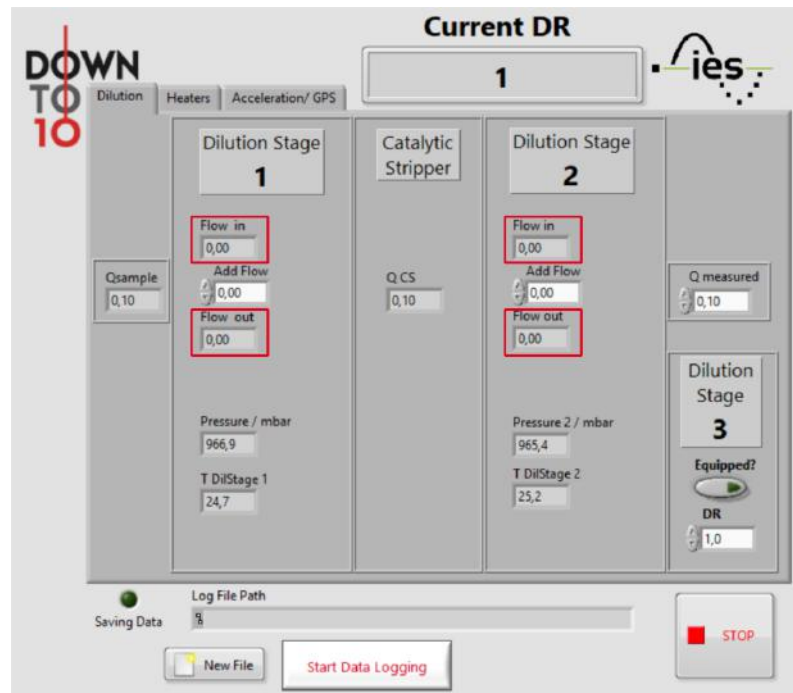 Current DR
1
DOWN
TO
10
ies
Dilution
Heaters
Acceleration/ GPS
Qsample
0,10
Dilution Stage
1
Flow in
0,00
Add Flow
0,00
Flow out
0,00
Pressure / mbar
966,9
T DilStage 1
24,7
Catalytic
Stripper
Q CS
0,10
Dilution Stage
2
Flow in
0,00
Add Flow
0,00
Flow out
0,00
Pressure 2 / mbar
965,4
T DilStage 2
25,2
Q measured
0,10
Dilution
Stage
3
Equipped?
DR
1,0
Saving Data
Log File Path
New File
Start Data Logging
STOP